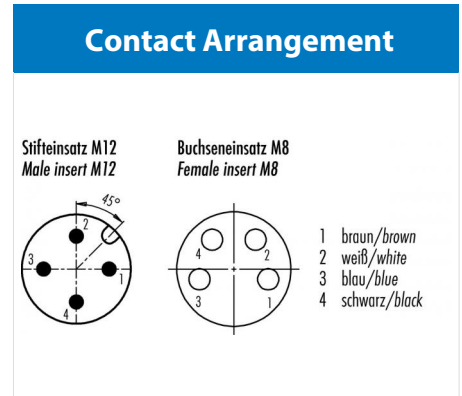 Contact Arrangement
Stifteinsatz M12
Male insert M12
Buchseneinsatz M8
Female insert M8
45°
2
3
1
4
4
2
3
1
1 braun/brown
2 weiß/white
3 blau/blue
4 schwarz/black